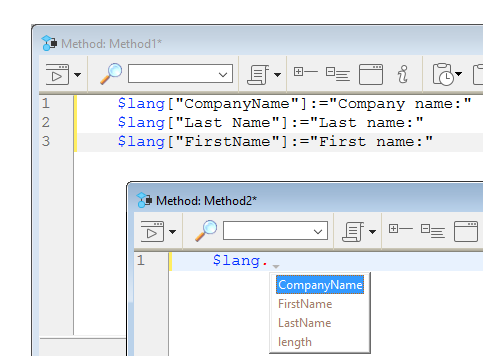 Method: Method1*
1 $lang["CompanyName"]:="Company name:"
2 $lang["Last Name"]:="Last name:"
3 $lang["FirstName"]:="First name:"
Method: Method2*
1 $lang.
CompanyName
FirstName
LastName
length